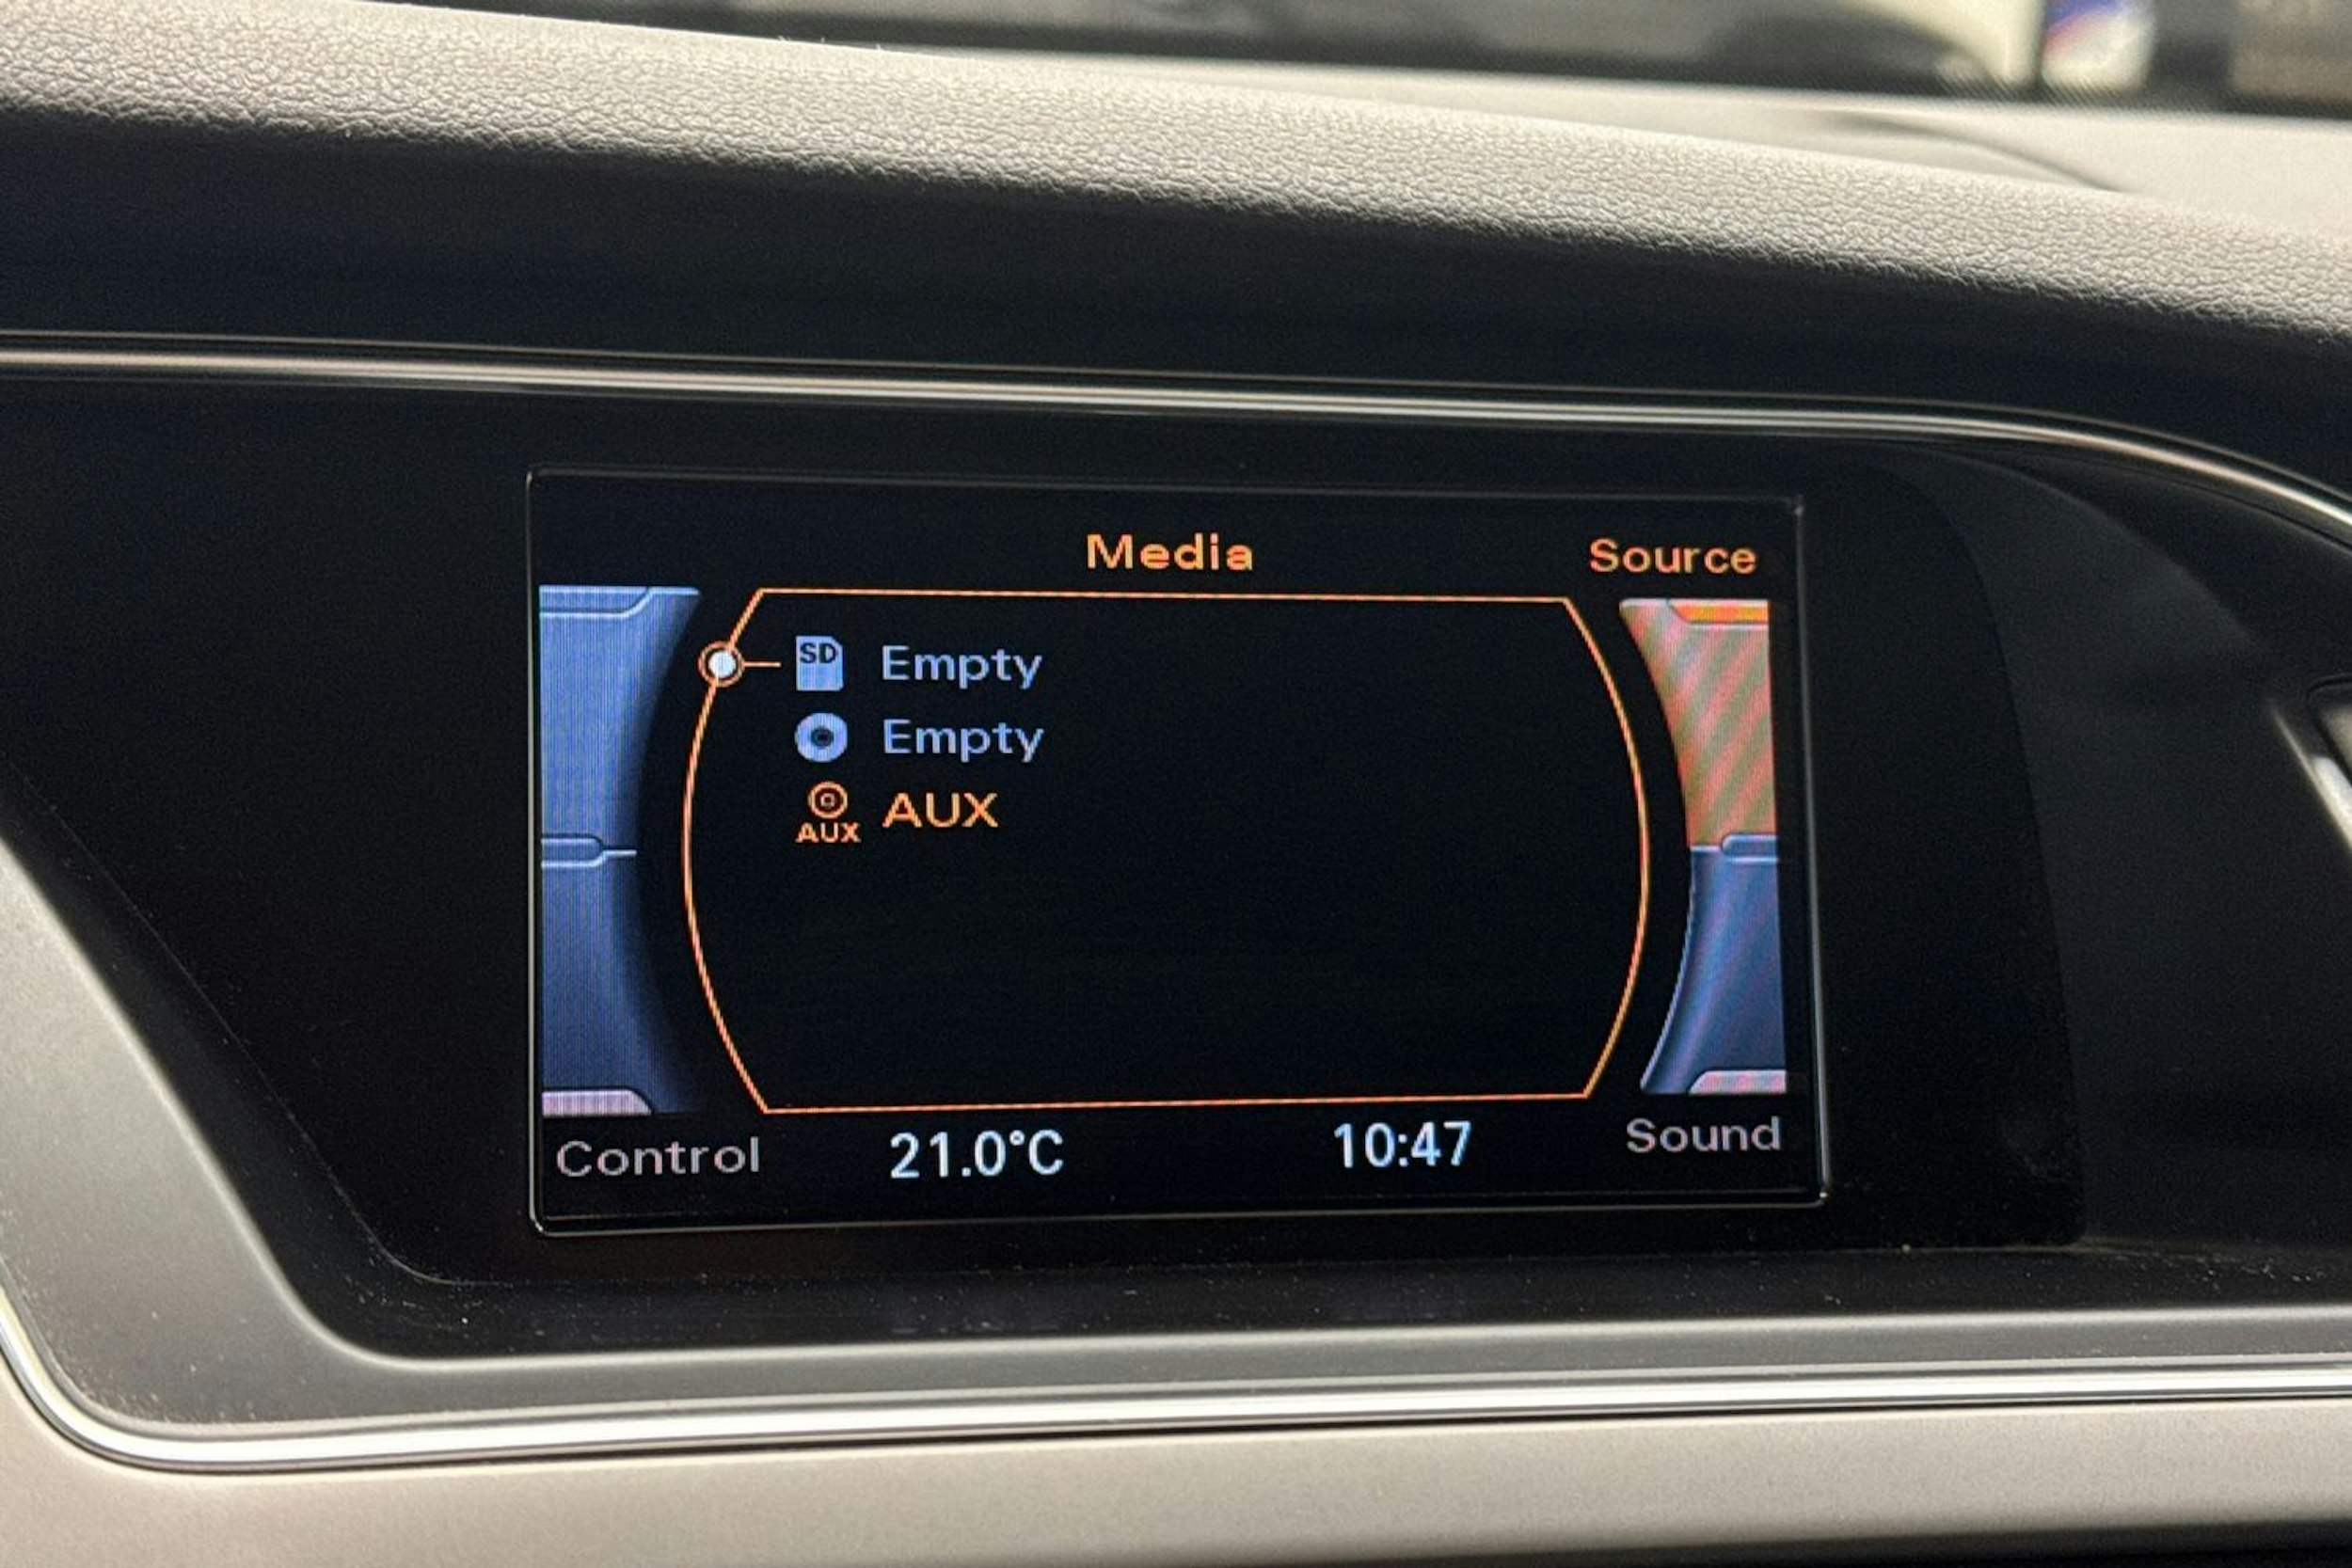 Media
Source
SD Empty
Empty
AUX AUX
Control
21.0°C
10:47
Sound